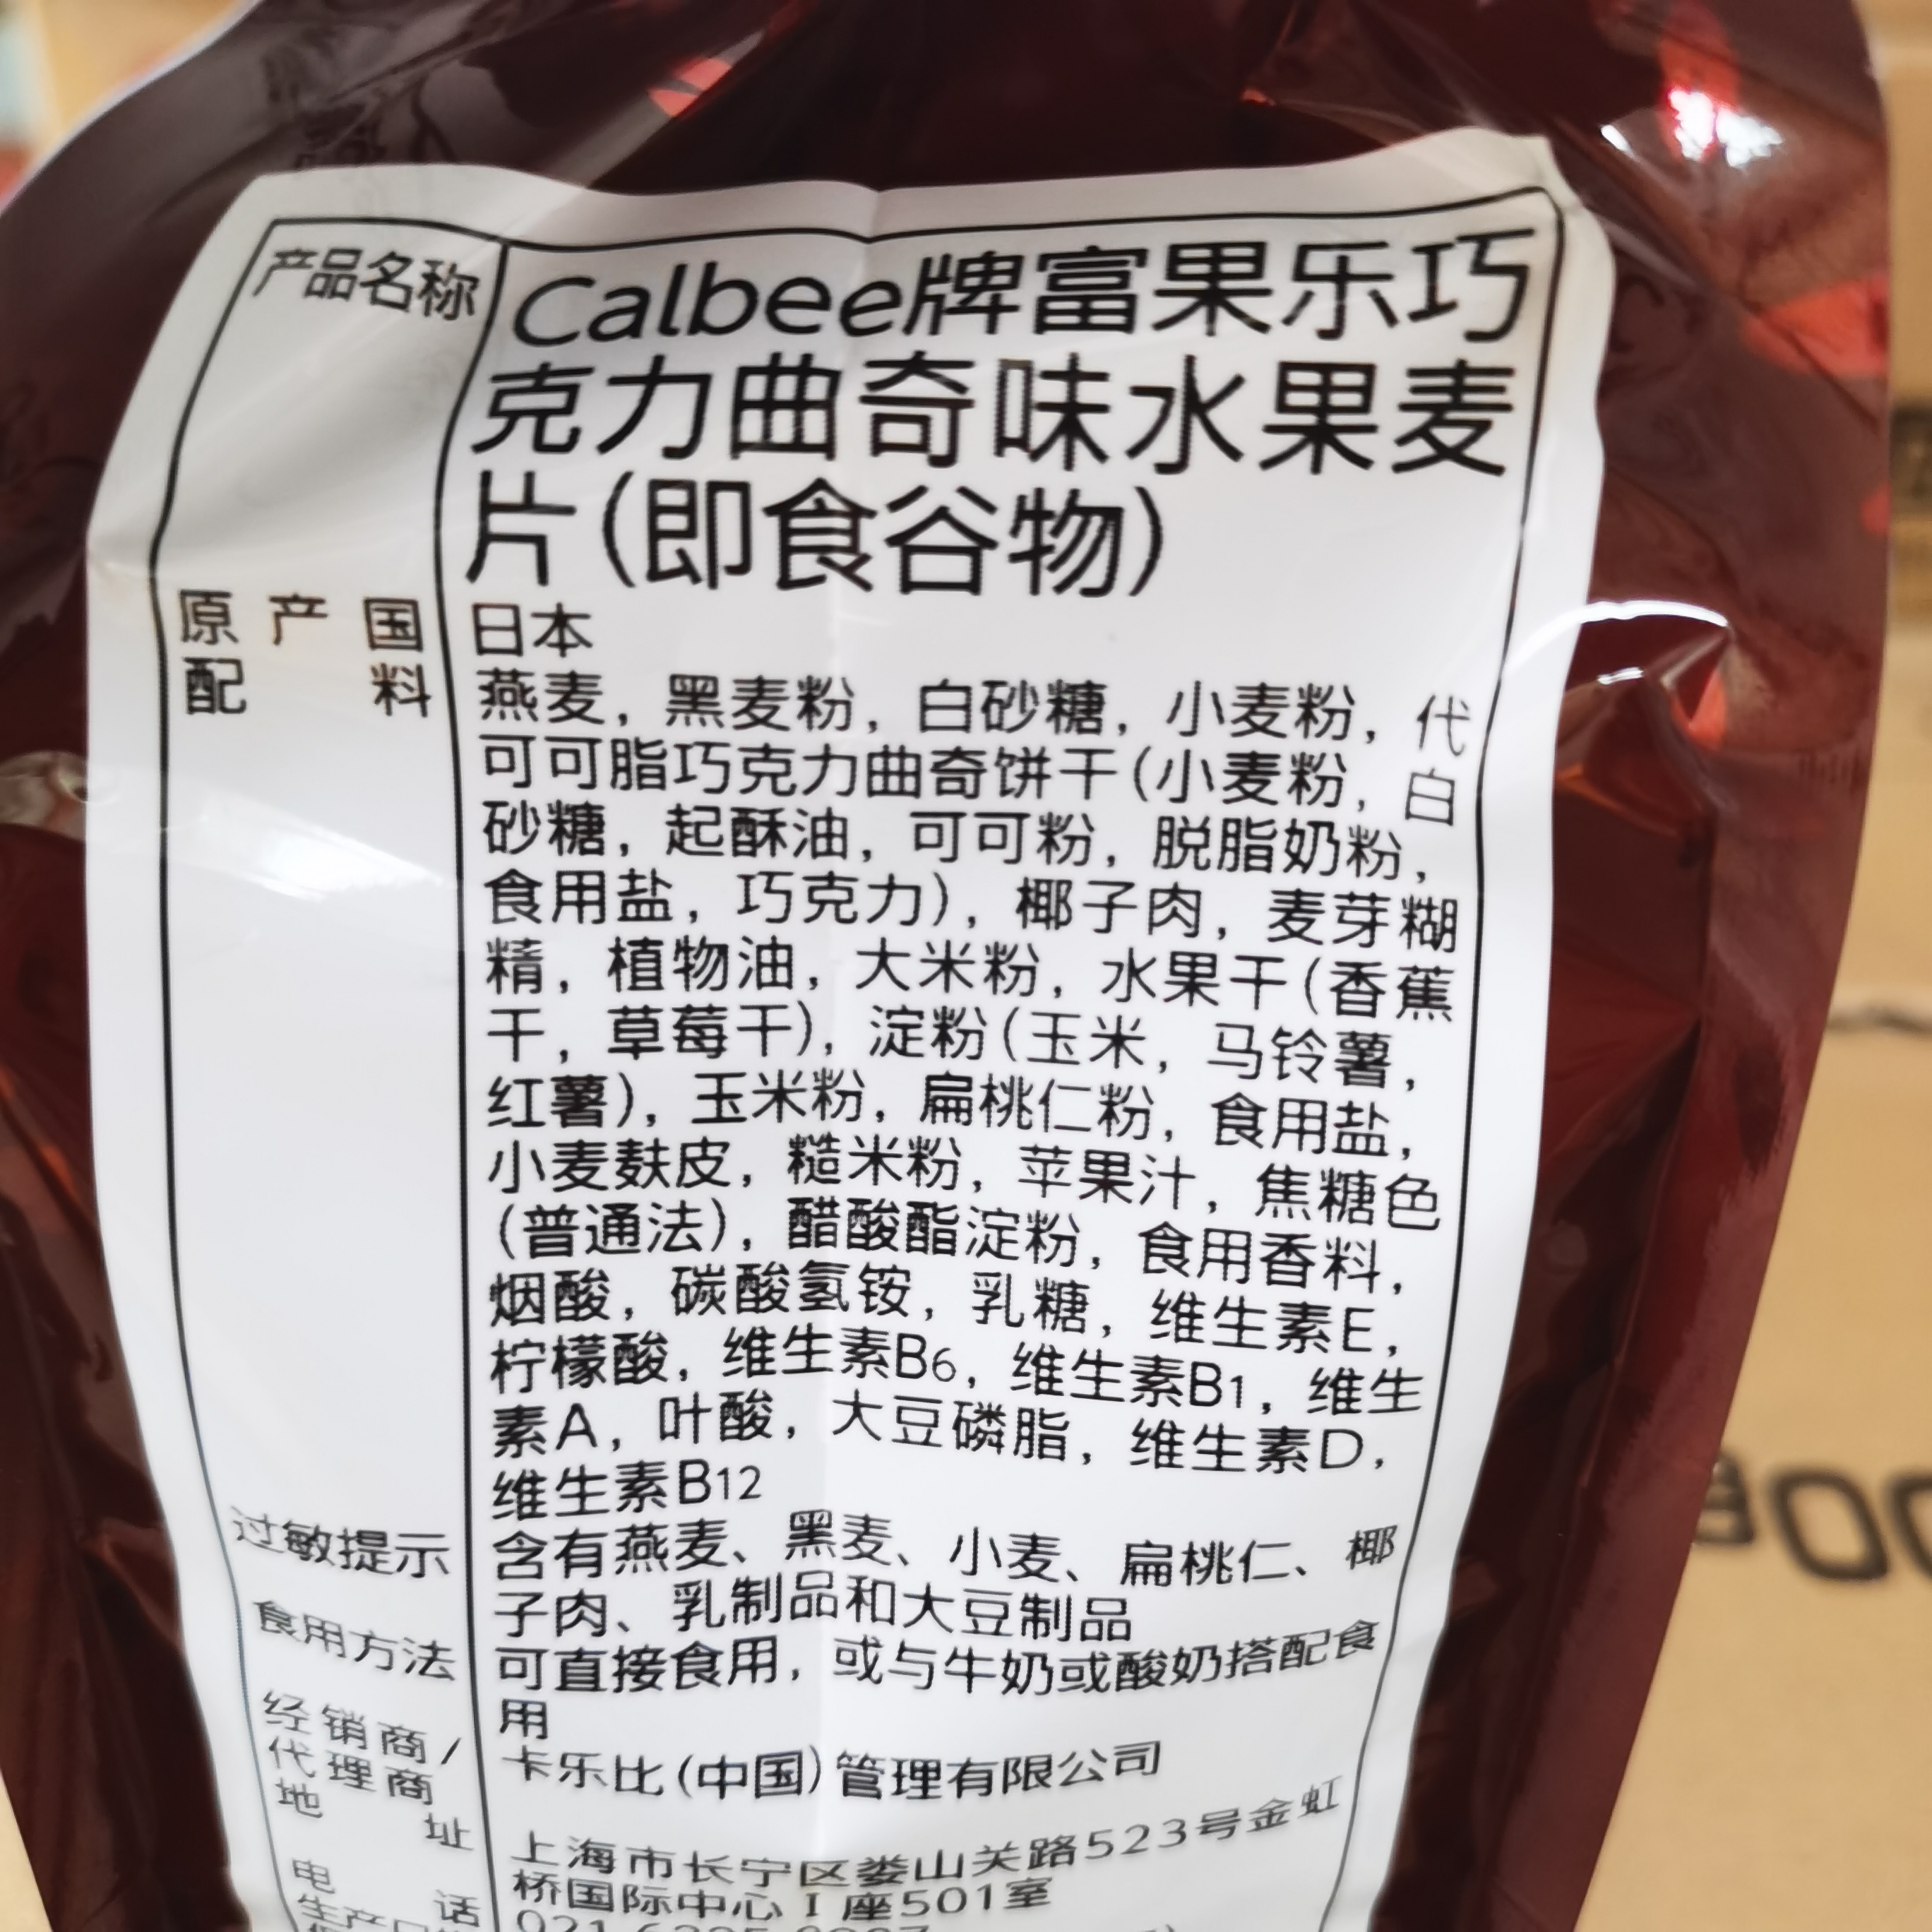 产品名称 Calbee牌富果乐巧
克力曲奇味水果麦
片(即食谷物)
原产国 日本
配料 燕麦，黑麦粉，白砂糖，小麦粉，代
可可脂巧克力曲奇饼干(小麦粉，白
砂糖，起酥油，可可粉，脱脂奶粉，
食用盐，巧克力)，椰子肉，麦芽糊
精，植物油，大米粉，水果干(香蕉
干，草莓干)，淀粉(玉米，马铃薯，
红薯)，玉米粉，扁桃仁粉，食用盐，
小麦麸皮，糙米粉，苹果汁，焦糖色
(普通法)，醋酸酯淀粉，食用香料，
烟酸，碳酸氢铵，乳糖，维生素E，
柠檬酸，维生素B6，维生素B1，维生
素A，叶酸，大豆磷脂，维生素D，
维生素B12
过敏提示 含有燕麦、黑麦、小麦、扁桃仁、椰
子肉、乳制品和大豆制品
食用方法 可直接食用，或与牛奶或酸奶搭配食
用
经销商/
代理商 卡乐比(中国)管理有限公司
地址 上海市长宁区娄山关路523号金虹
桥国际中心Ⅰ座501室
电话